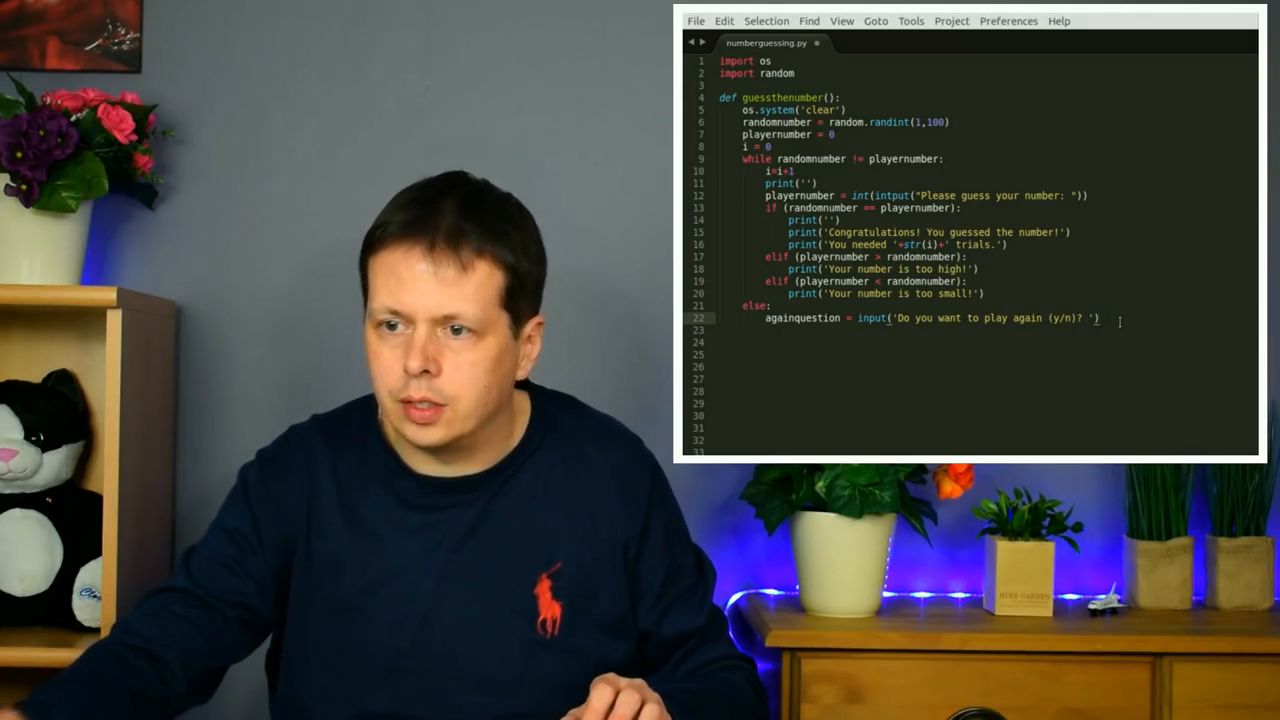 File Edit Selection Find View Goto Tools Project Preferences Help
numberguessing.py
1 import os
2 import random
3
4 def guessthenumber():
5 os.system('clear')
6 randomnumber = random.randint(1,100)
7 playernumber = 0
8 i = 0
9 while randomnumber != playernumber:
10 i=i+1
11 print('')
12 playernumber = int(intput("Please guess your number: "))
13 if (randomnumber == playernumber):
14 print('')
15 print('Congratulations! You guessed the number!')
16 print('You needed '+str(i)+' trials.')
17 elif (playernumber > randomnumber):
18 print('Your number is too high!')
19 elif (playernumber < randomnumber):
20 print('Your number is too small!')
21 else:
22 againquestion = input('Do you want to play again (y/n)? ')
23
24
25
26
27
28
29
30
31
32
33
HERB GARDEN